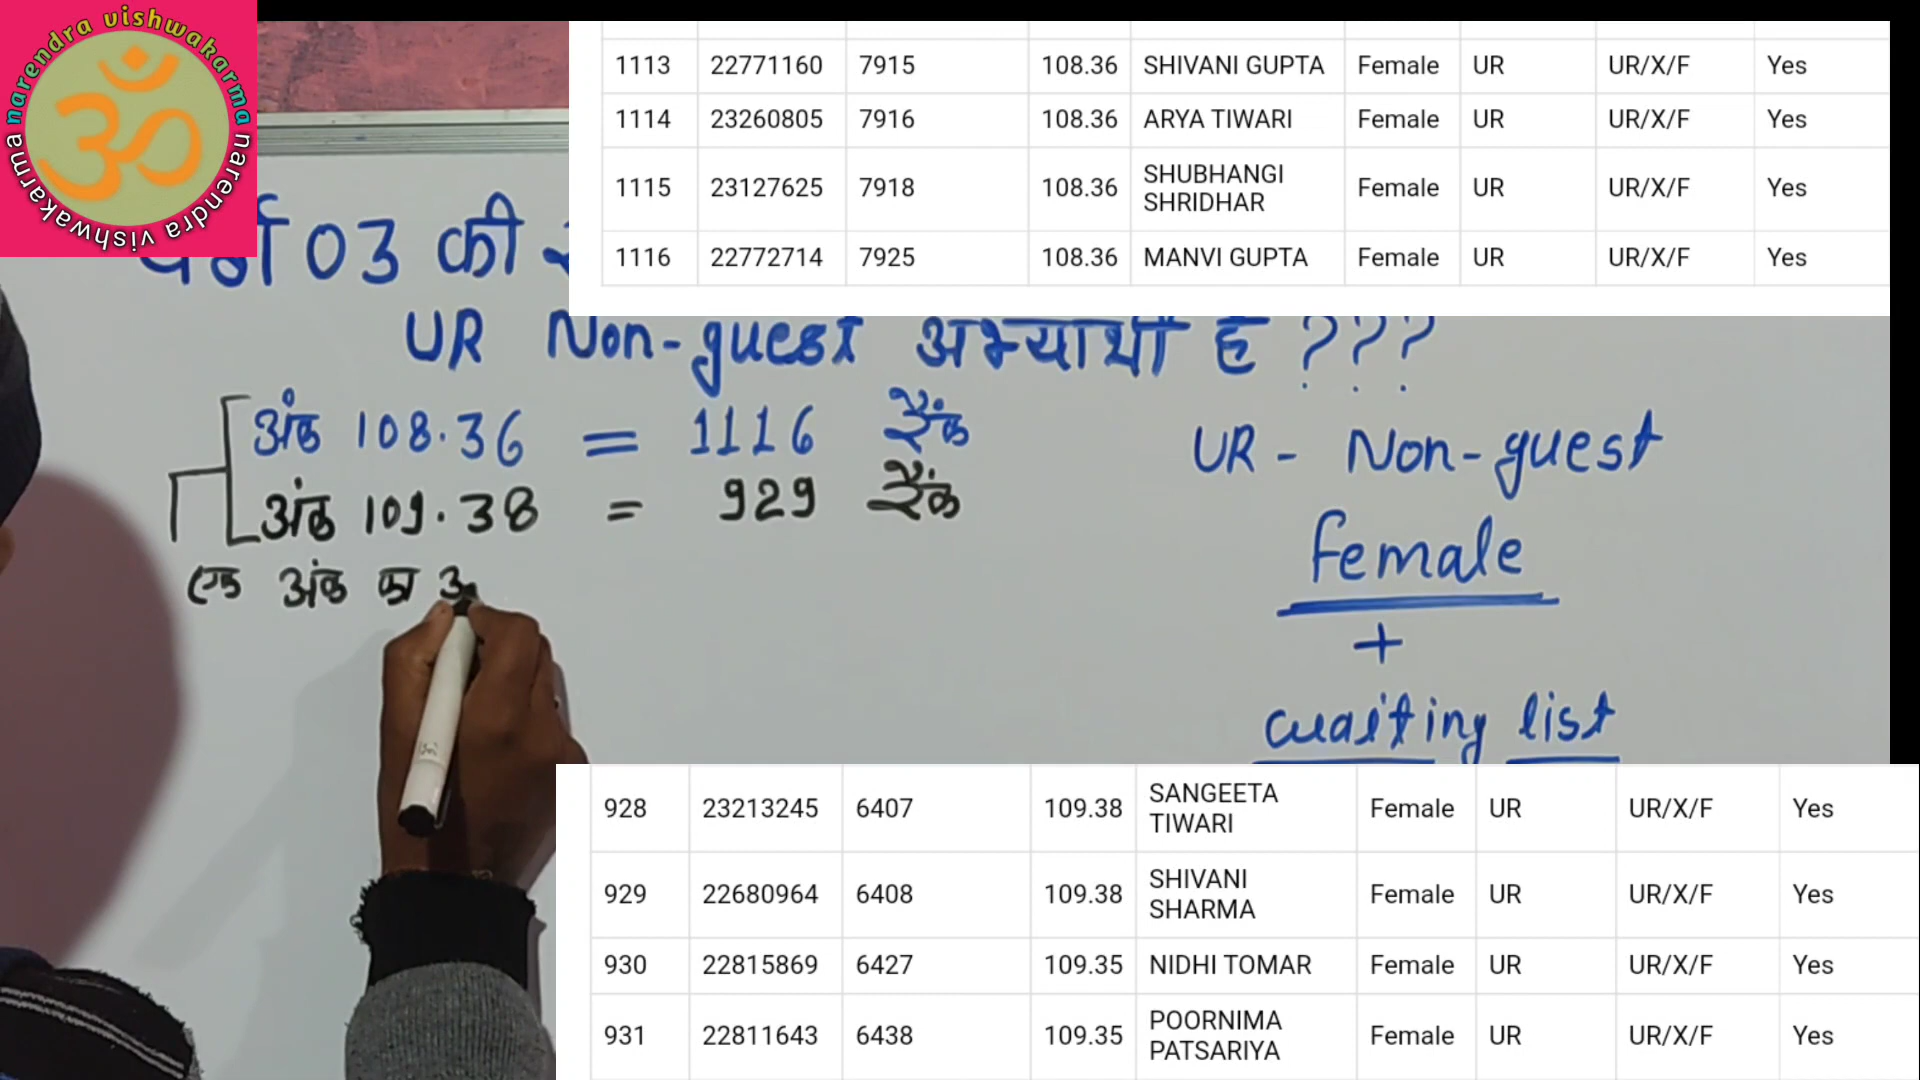 narendra vishwakarma narendra vishwakarma
1113 22771160 7915 108.36 SHIVANI GUPTA Female UR UR/X/F Yes
1114 23260805 7916 108.36 ARYA TIWARI Female UR UR/X/F Yes
1115 23127625 7918 108.36 SHUBHANGI SHRIDHAR Female UR UR/X/F Yes
1116 22772714 7925 108.36 MANVI GUPTA Female UR UR/X/F Yes
03 की
UR Non-guest अभ्यार्थी है ???
अंक 108.36 = 1116 रैंक
अंक 109.38 = 929 रैंक
एक अंक का
UR - Non-guest
Female
+
waiting list
928 23213245 6407 109.38 SANGEETA TIWARI Female UR UR/X/F Yes
929 22680964 6408 109.38 SHIVANI SHARMA Female UR UR/X/F Yes
930 22815869 6427 109.35 NIDHI TOMAR Female UR UR/X/F Yes
931 22811643 6438 109.35 POORNIMA PATSARIYA Female UR UR/X/F Yes